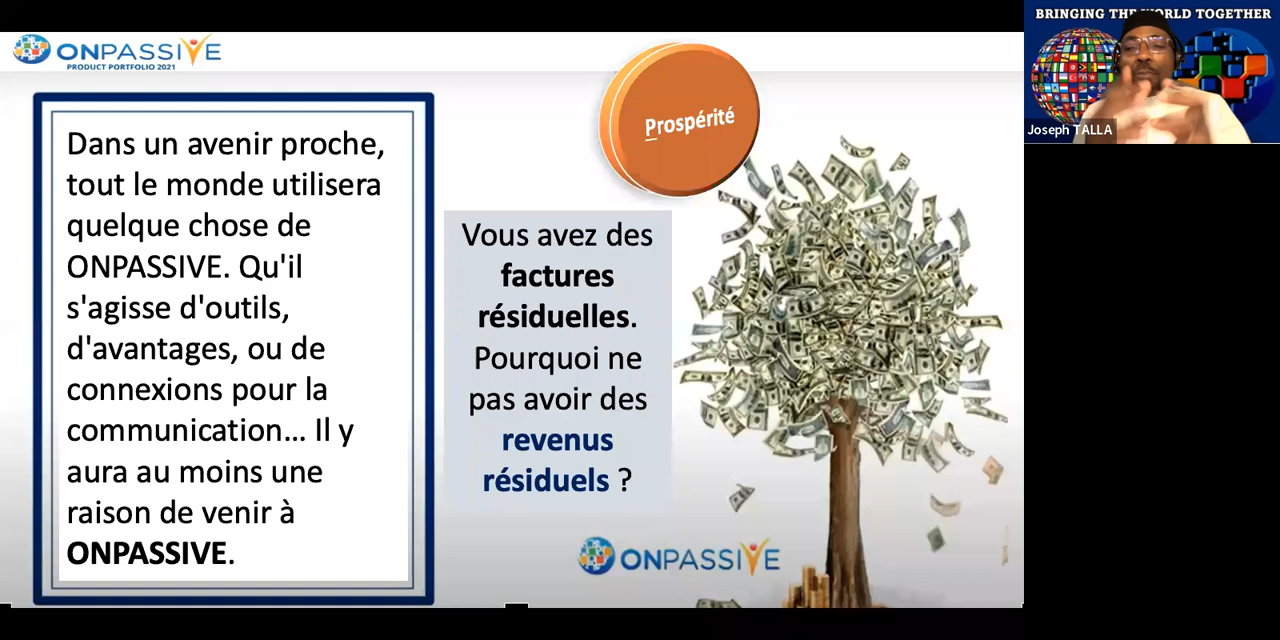 ONPASSIVE
PRODUCT PORTFOLIO 2021
Prospérité
Dans un avenir proche,
tout le monde utilisera
quelque chose de
ONPASSIVE. Qu'il
s'agisse d'outils,
d'avantages, ou de
connexions pour la
communication... Il y
aura au moins une
raison de venir à
ONPASSIVE.
Vous avez des
factures
résiduelles.
Pourquoi ne
pas avoir des
revenus
résiduels ?
ONPASSIVE
BRINGING THE WORLD TOGETHER
Joseph TALLA